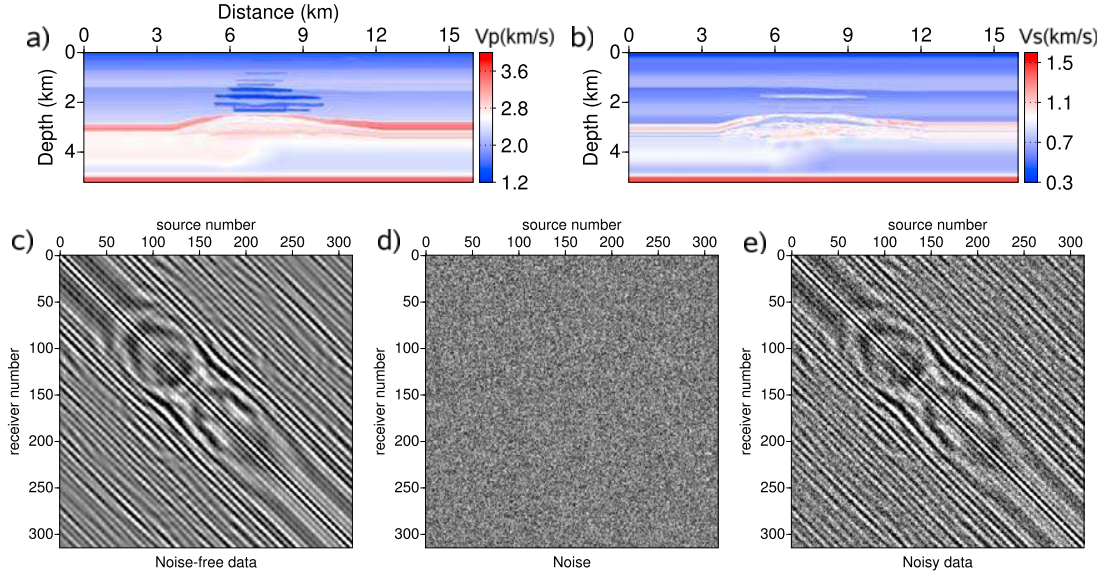 Distance (km)
a) 0 3 6 9 12 15 Vp(km/s)
b) 0 3 6 9 12 15 Vs(km/s)
Depth (km)
0
2
4
3.6
2.8
2.0
1.2
Depth (km)
0
2
4
1.5
1.1
0.7
0.3
c)
source number
0 50 100 150 200 250 300
receiver number
0
50
100
150
200
250
300
Noise-free data
d)
source number
0 50 100 150 200 250 300
0
50
100
150
200
250
300
Noise
e)
source number
0 50 100 150 200 250 300
receiver number
0
50
100
150
200
250
300
Noisy data